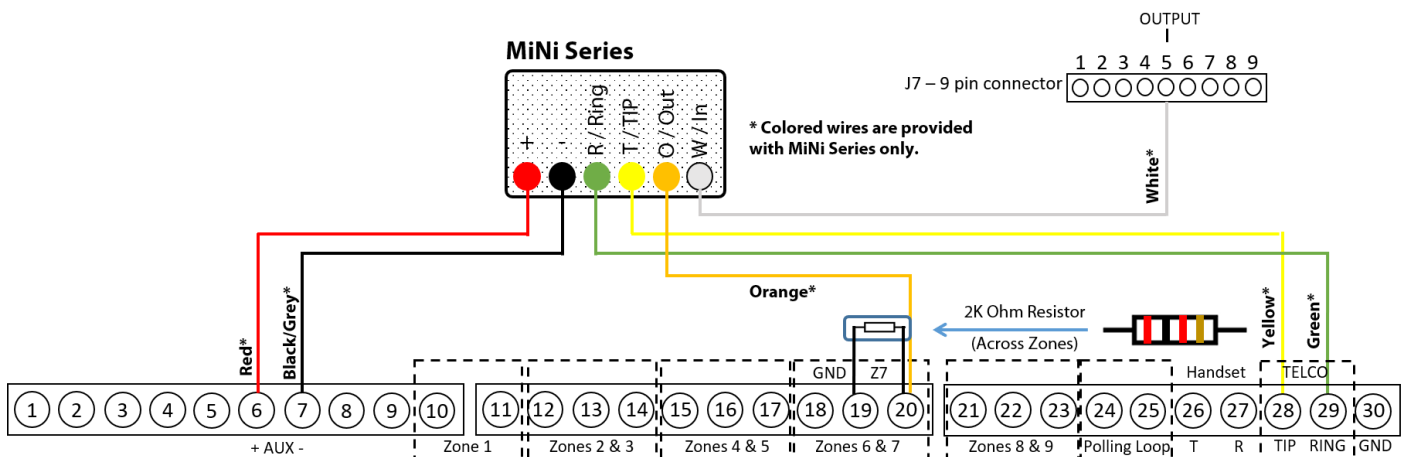 OUTPUT
MiNi Series
1 2 3 4 5 6 7 8 9
J7 – 9 pin connector
+ - R / Ring T / TIP O / Out W / In
* Colored wires are provided
with MiNi Series only.
White*
Orange*
2K Ohm Resistor
(Across Zones)
Red*
Black/Grey*
Yellow*
Green*
GND Z7 Handset TELCO
1 2 3 4 5 6 7 8 9 10 11 12 13 14 15 16 17 18 19 20 21 22 23 24 25 26 27 28 29 30
+ AUX - Zone 1 Zones 2 & 3 Zones 4 & 5 Zones 6 & 7 Zones 8 & 9 Polling Loop T R TIP RING GND